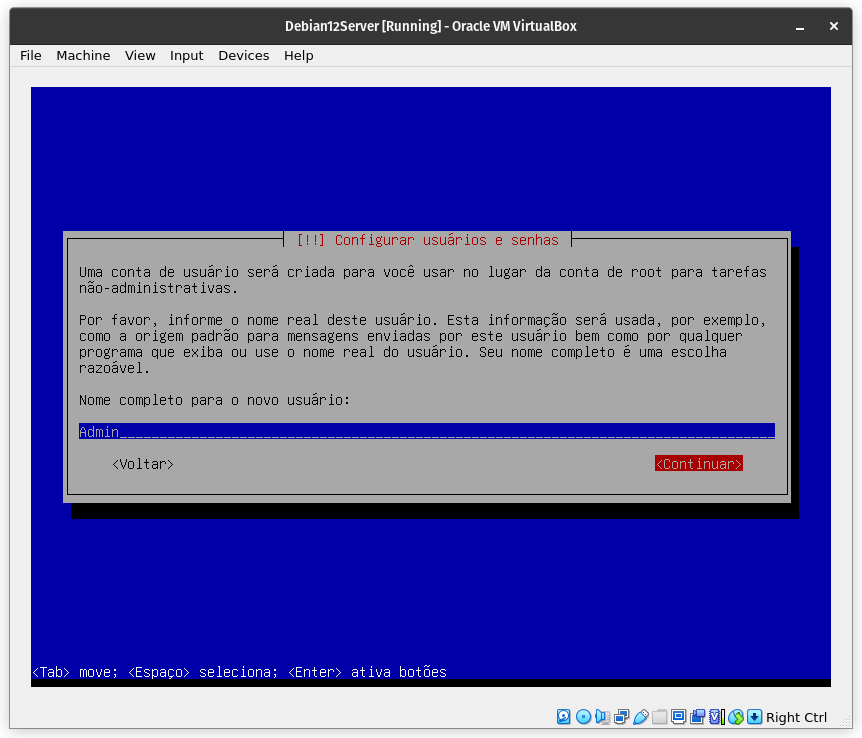 Debian12Server [Running] - Oracle VM VirtualBox
File Machine View Input Devices Help
[!!] Configurar usuários e senhas
Uma conta de usuário será criada para você usar no lugar da conta de root para tarefas
não-administrativas.
Por favor, informe o nome real deste usuário. Esta informação será usada, por exemplo,
como a origem padrão para mensagens enviadas por este usuário bem como por qualquer
programa que exiba ou use o nome real do usuário. Seu nome completo é uma escolha
razoável.
Nome completo para o novo usuário:
Admin
<Voltar> <Continuar>
<Tab> move; <Espaço> seleciona; <Enter> ativa botões
Right Ctrl